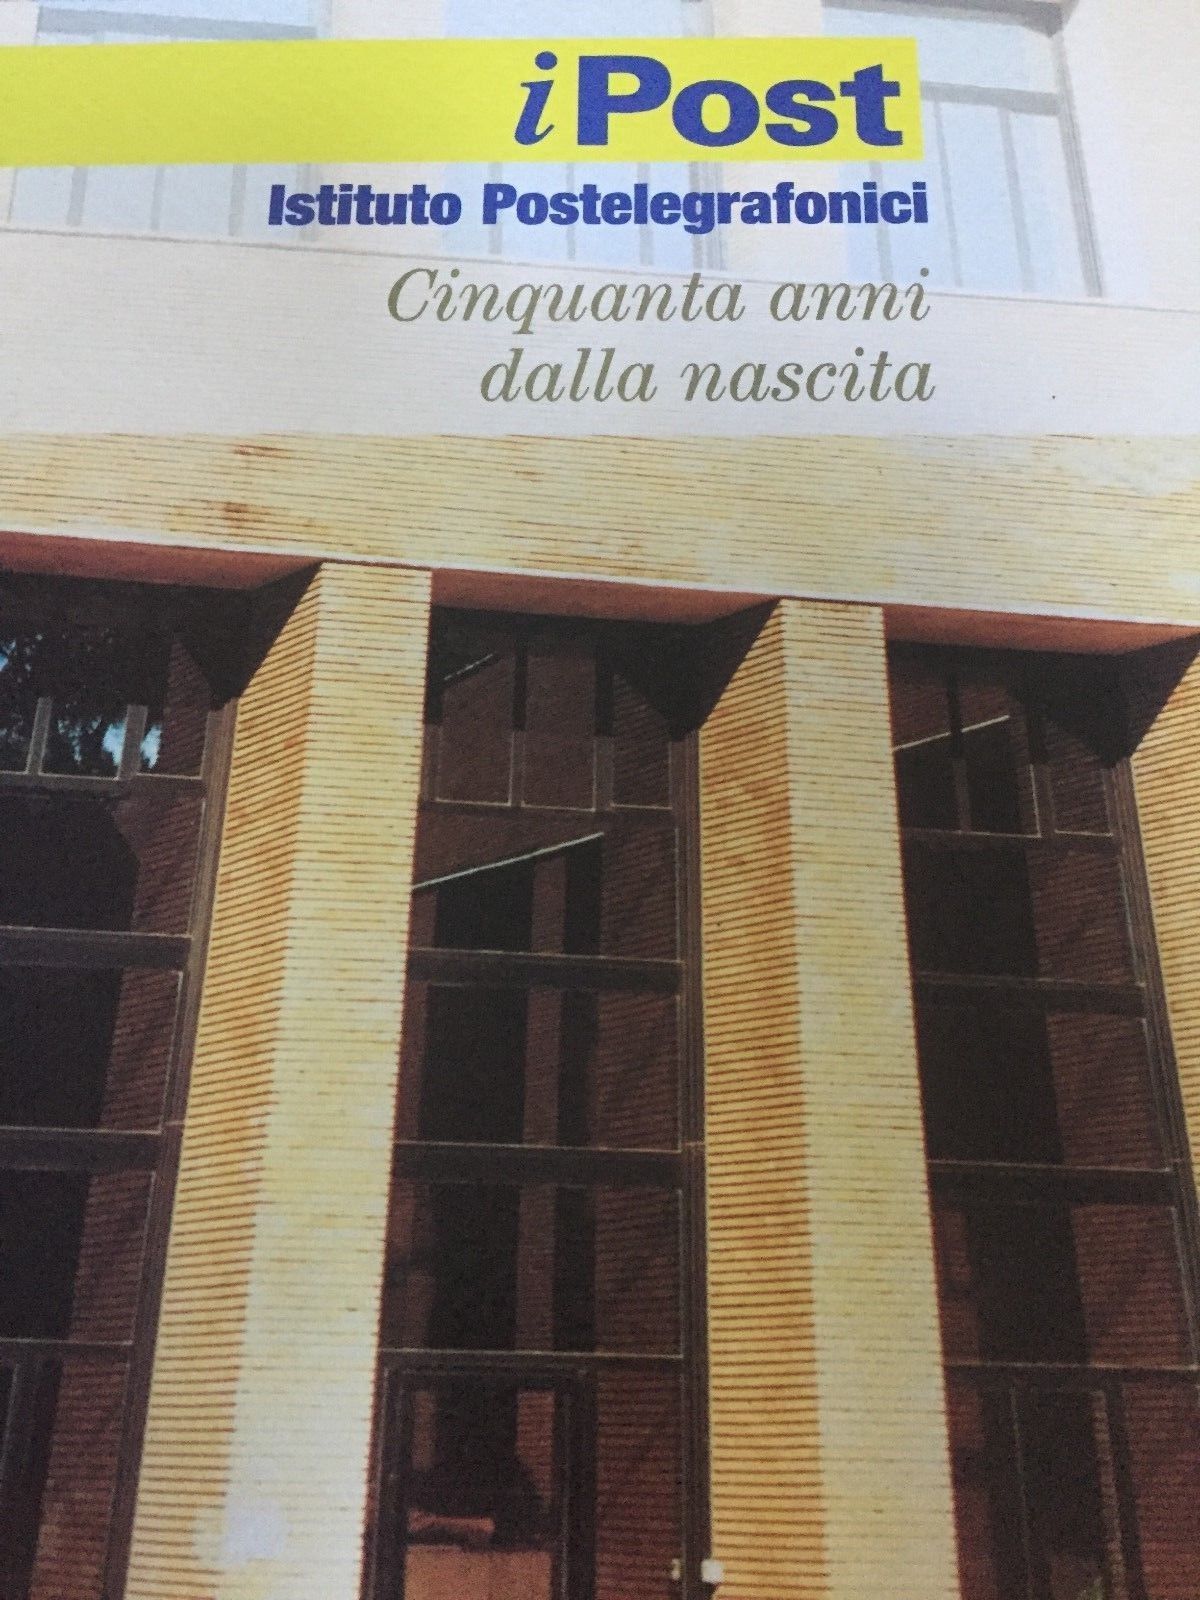 iPost
Istituto Postelegrafonici
Cinquanta anni
dalla nascita